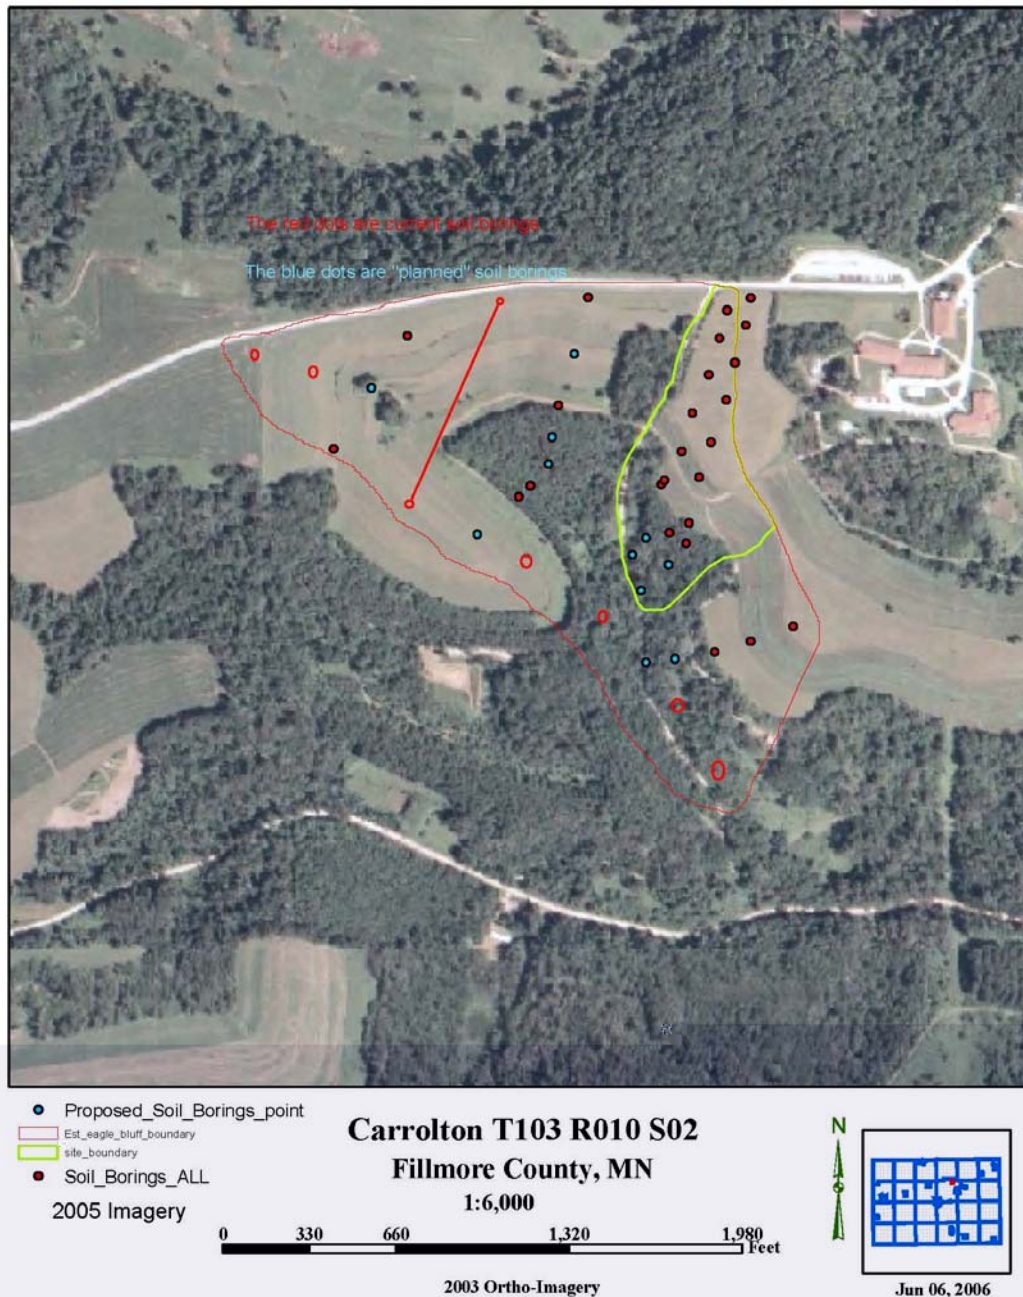 The red dots are current soil borings
The blue dots are "planned" soil borings
Proposed_Soil_Borings_point
Est_eagle_bluff_boundary
site_boundary
Soil_Borings_ALL
2005 Imagery
Carrolton T103 R010 S02
Fillmore County, MN
1:6,000
0 330 660 1,320 1,980
Feet
2003 Ortho-Imagery
N
Jun 06, 2006